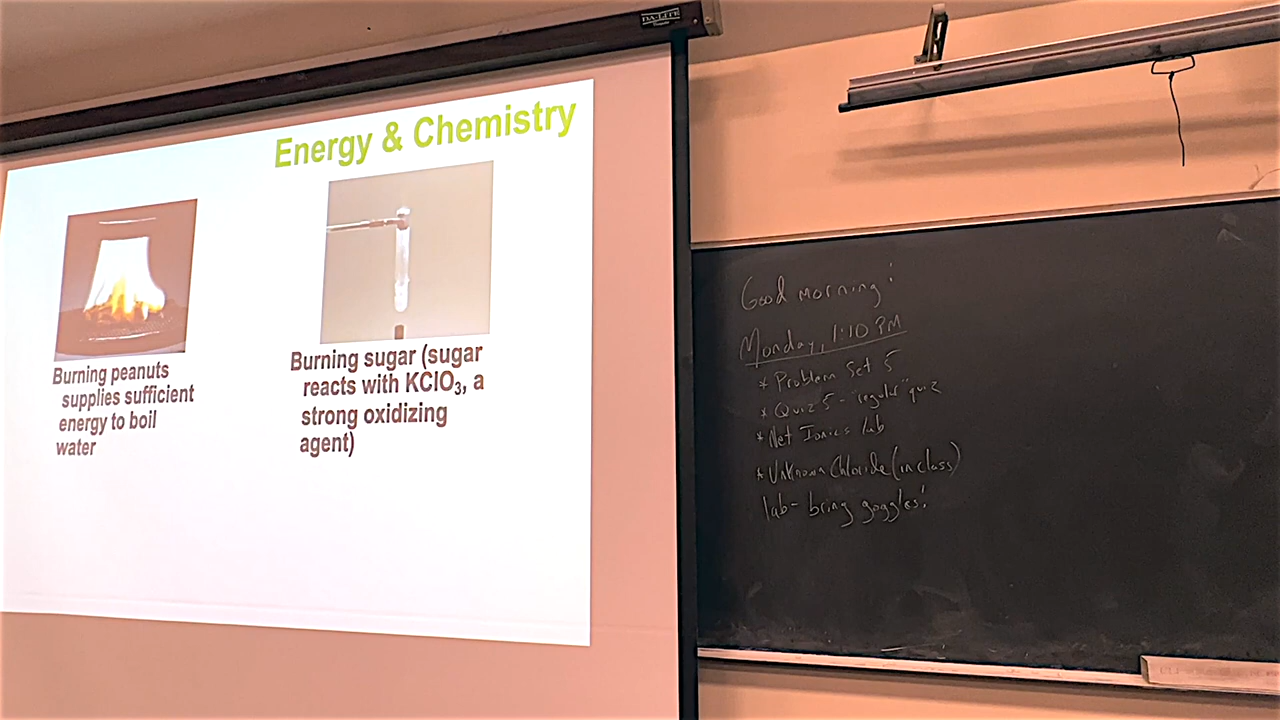 DA-LITE
Energy & Chemistry
Burning peanuts
supplies sufficient
energy to boil
water
Burning sugar (sugar
reacts with KClO₃, a
strong oxidizing
agent)
Good morning!
Monday, 1:10 PM
* Problem Set 5
* Quiz 5 - "regular" quiz
* Net Ionics lab
* Unknown Chloride (in class)
lab - bring goggles!